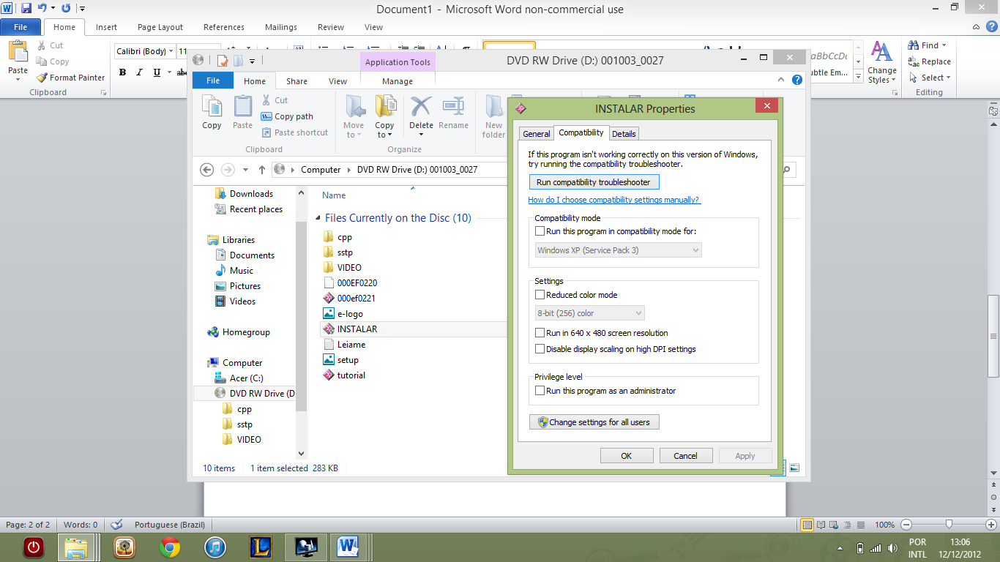 Document1 - Microsoft Word non-commercial use
File Home Insert Page Layout References Mailings Review View
Paste
Cut
Copy
Format Painter
Clipboard
Calibri (Body) 11
B I U abc
AaBbCcDc
Subtle Em...
Change Styles
Find
Replace
Select
Editing
Application Tools
DVD RW Drive (D:) 001003_0027
File Home Share View Manage
Copy
Paste
Cut
Copy path
Paste shortcut
Clipboard
Move to
Copy to
Delete
Rename
Organize
New folder
Computer DVD RW Drive (D:) 001003_0027
Downloads
Recent places
Libraries
Documents
Music
Pictures
Videos
Homegroup
Computer
Acer (C:)
DVD RW Drive (D
cpp
sstp
VIDEO
Name
Files Currently on the Disc (10)
cpp
sstp
VIDEO
000EF0220
000ef0221
e-logo
INSTALAR
Leiame
setup
tutorial
10 items 1 item selected 283 KB
INSTALAR Properties
General Compatibility Details
If this program isn't working correctly on this version of Windows,
try running the compatibility troubleshooter.
Run compatibility troubleshooter
How do I choose compatibility settings manually?
Compatibility mode
Run this program in compatibility mode for:
Windows XP (Service Pack 3)
Settings
Reduced color mode
8-bit (256) color
Run in 640 x 480 screen resolution
Disable display scaling on high DPI settings
Privilege level
Run this program as an administrator
Change settings for all users
OK Cancel Apply
Page: 2 of 2 Words: 0 Portuguese (Brazil) 100%
POR
INTL
13:06
12/12/2012